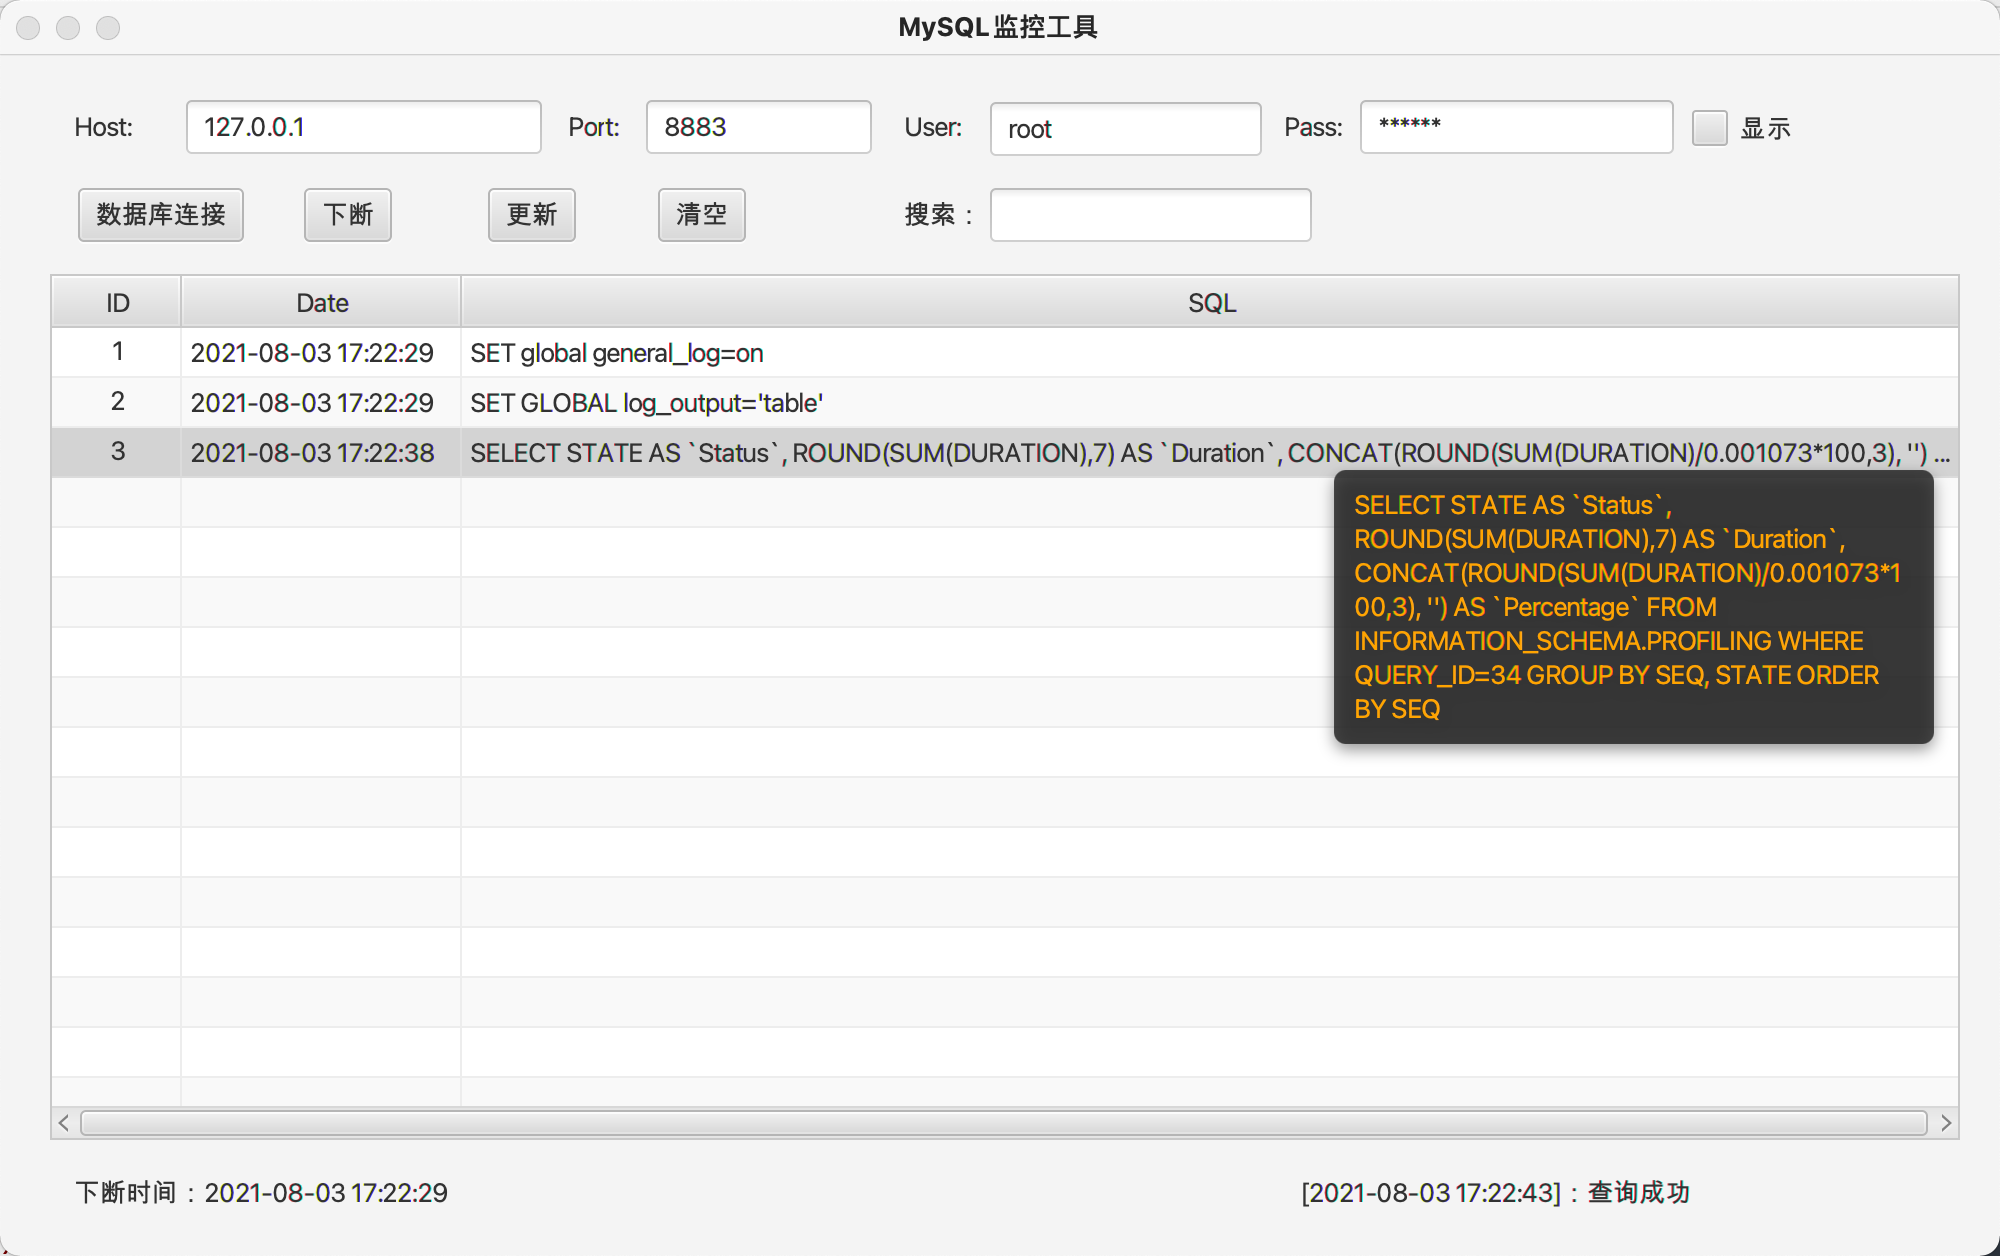 MySQL监控工具
Host: 127.0.0.1 Port: 8883 User: root Pass: ****** 显示
数据库连接 下断 更新 清空 搜索：
ID Date SQL
1 2021-08-03 17:22:29 SET global general_log=on
2 2021-08-03 17:22:29 SET GLOBAL log_output='table'
3 2021-08-03 17:22:38 SELECT STATE AS `Status`, ROUND(SUM(DURATION),7) AS `Duration`, CONCAT(ROUND(SUM(DURATION)/0.001073*100,3), '') ...
SELECT STATE AS `Status`,
ROUND(SUM(DURATION),7) AS `Duration`,
CONCAT(ROUND(SUM(DURATION)/0.001073*1
00,3), '') AS `Percentage` FROM
INFORMATION_SCHEMA.PROFILING WHERE
QUERY_ID=34 GROUP BY SEQ, STATE ORDER
BY SEQ
下断时间：2021-08-03 17:22:29 [2021-08-03 17:22:43]：查询成功